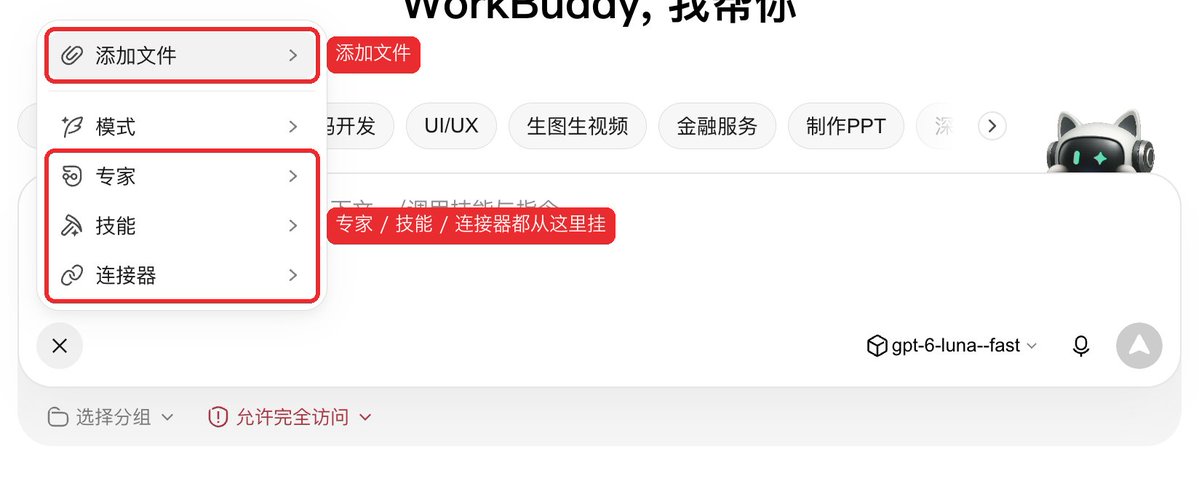 WorkBuddy, 我帮你
添加文件
添加文件
模式
码开发
UI/UX
生图生视频
金融服务
制作PPT
深
专家
技能
专家 / 技能 / 连接器都从这里挂
连接器
gpt-6-luna--fast
选择分组
允许完全访问